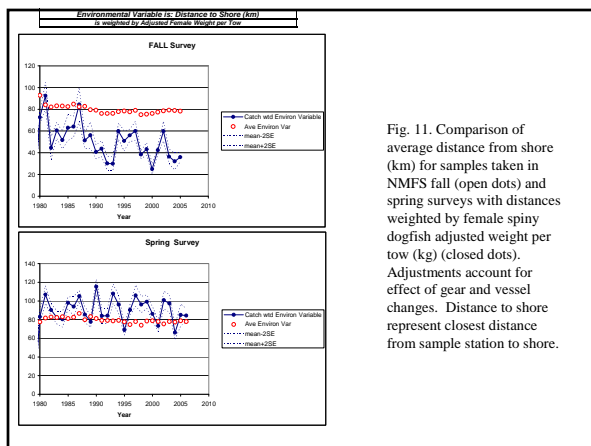 Environmental Variable is: Distance to Shore (km)
is weighted by Adjusted Female Weight per Tow
FALL Survey
120
100
80
60
40
20
0
1980 1985 1990 1995 2000 2005 2010
Year
Catch wtd Environ Variable
Ave Environ Var
mean-2SE
mean+2SE
Spring Survey
140
120
100
80
60
40
20
0
1980 1985 1990 1995 2000 2005 2010
Year
Catch wtd Environ Variable
Ave Environ Var
mean-2SE
mean+2SE
Fig. 11. Comparison of
average distance from shore
(km) for samples taken in
NMFS fall (open dots) and
spring surveys with distances
weighted by female spiny
dogfish adjusted weight per
tow (kg) (closed dots).
Adjustments account for
effect of gear and vessel
changes. Distance to shore
represent closest distance
from sample station to shore.